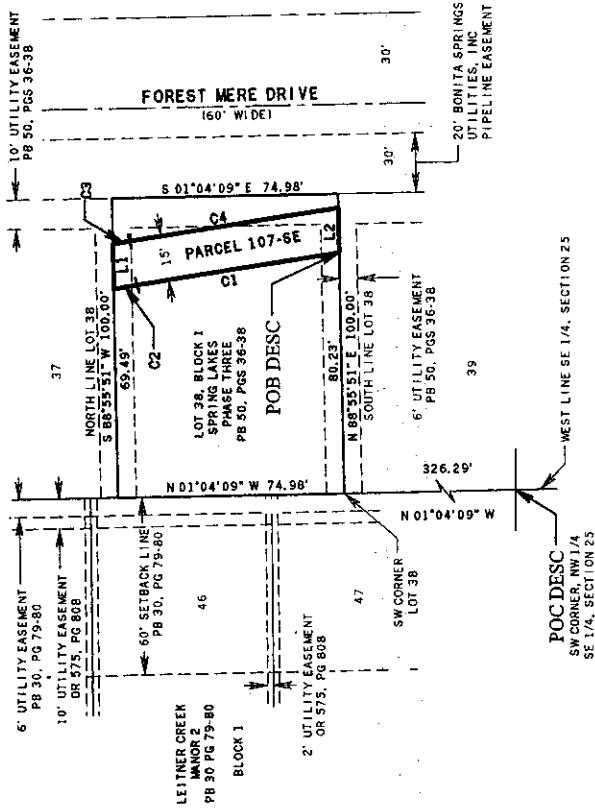 10' UTILITY EASEMENT
PB 50, PGS 36-38
FOREST MERE DRIVE
(60' WIDE)
30'
30'
20' BONITA SPRINGS
UTILITIES, INC
PIPELINE EASEMENT
C3
S 01°04'09" E 74.98'
C4
L1
15'
PARCEL 107-SE
L2
C1
C2
37
NORTH LINE LOT 38
S 88°55'51" W 100.00'
69.49'
LOT 38, BLOCK 1
SPRING LAKES
PHASE THREE
PB 50, PGS 36-38
POB DESC
80.23'
N 88°55'51" E 100.00'
SOUTH LINE LOT 38
6' UTILITY EASEMENT
PB 50, PGS 36-38
39
N 01°04'09" W 74.98'
326.29'
N 01°04'09" W
WEST LINE SE 1/4, SECTION 25
6' UTILITY EASEMENT
PB 30, PG 79-80
10' UTILITY EASEMENT
OR 575, PG 808
60' SETBACK LINE
PB 30, PG 79-80
46
47
SW CORNER
LOT 38
POC DESC
SW CORNER, NW 1/4
SE 1/4, SECTION 25
LEITNER CREEK
MANOR 2
PB 30 PG 79-80
BLOCK 1
2' UTILITY EASEMENT
OR 575, PG 808